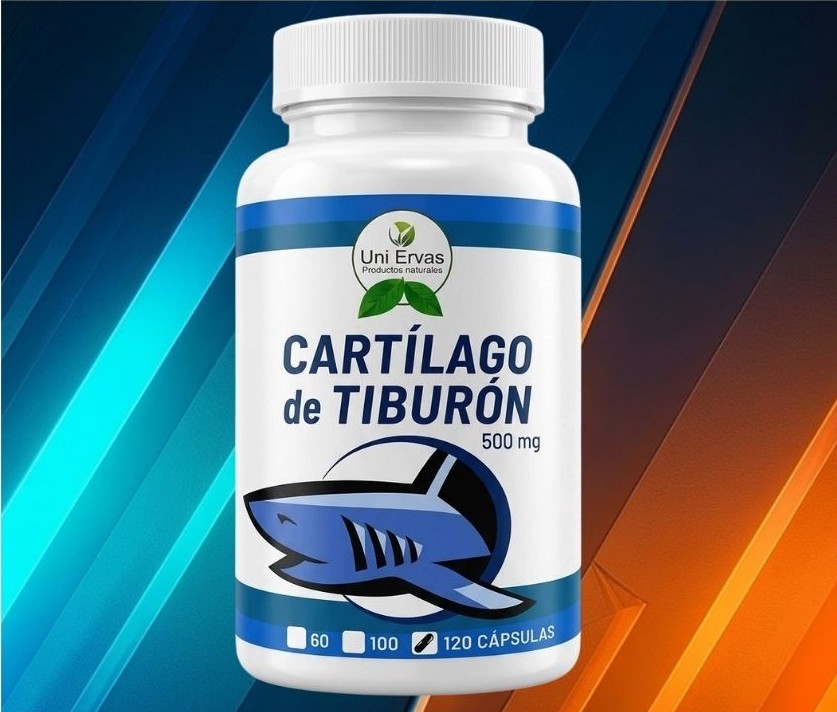 Uni Ervas
Productos naturales
CARTÍLAGO
de TIBURÓN
500 mg
60 100 120 CÁPSULAS